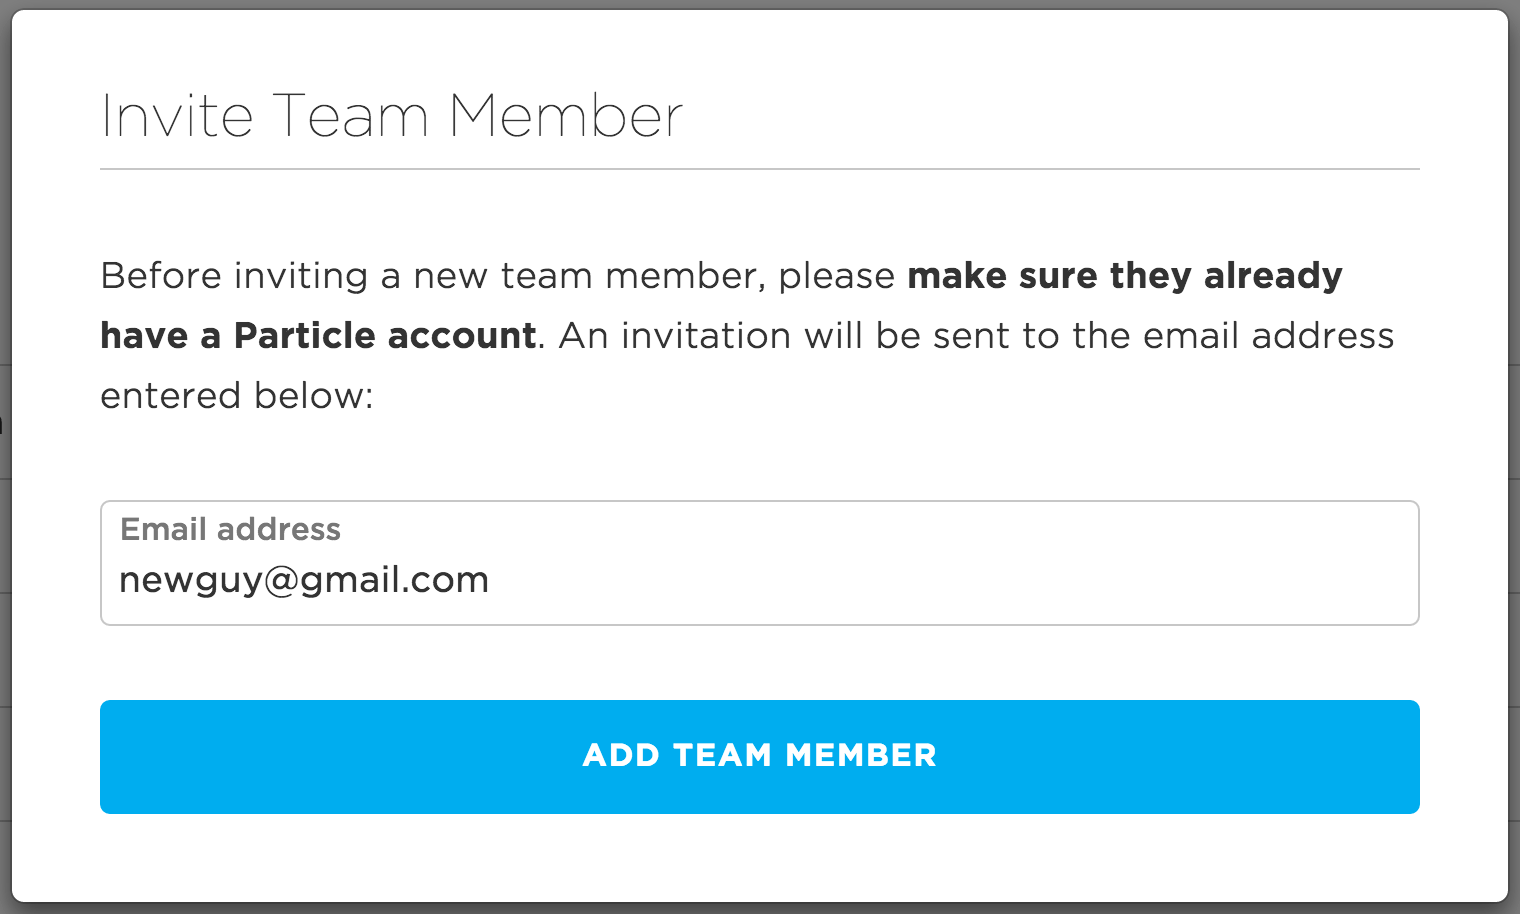 Invite Team Member
Before inviting a new team member, please make sure they already
have a Particle account. An invitation will be sent to the email address
entered below:
Email address
newguy@gmail.com
ADD TEAM MEMBER